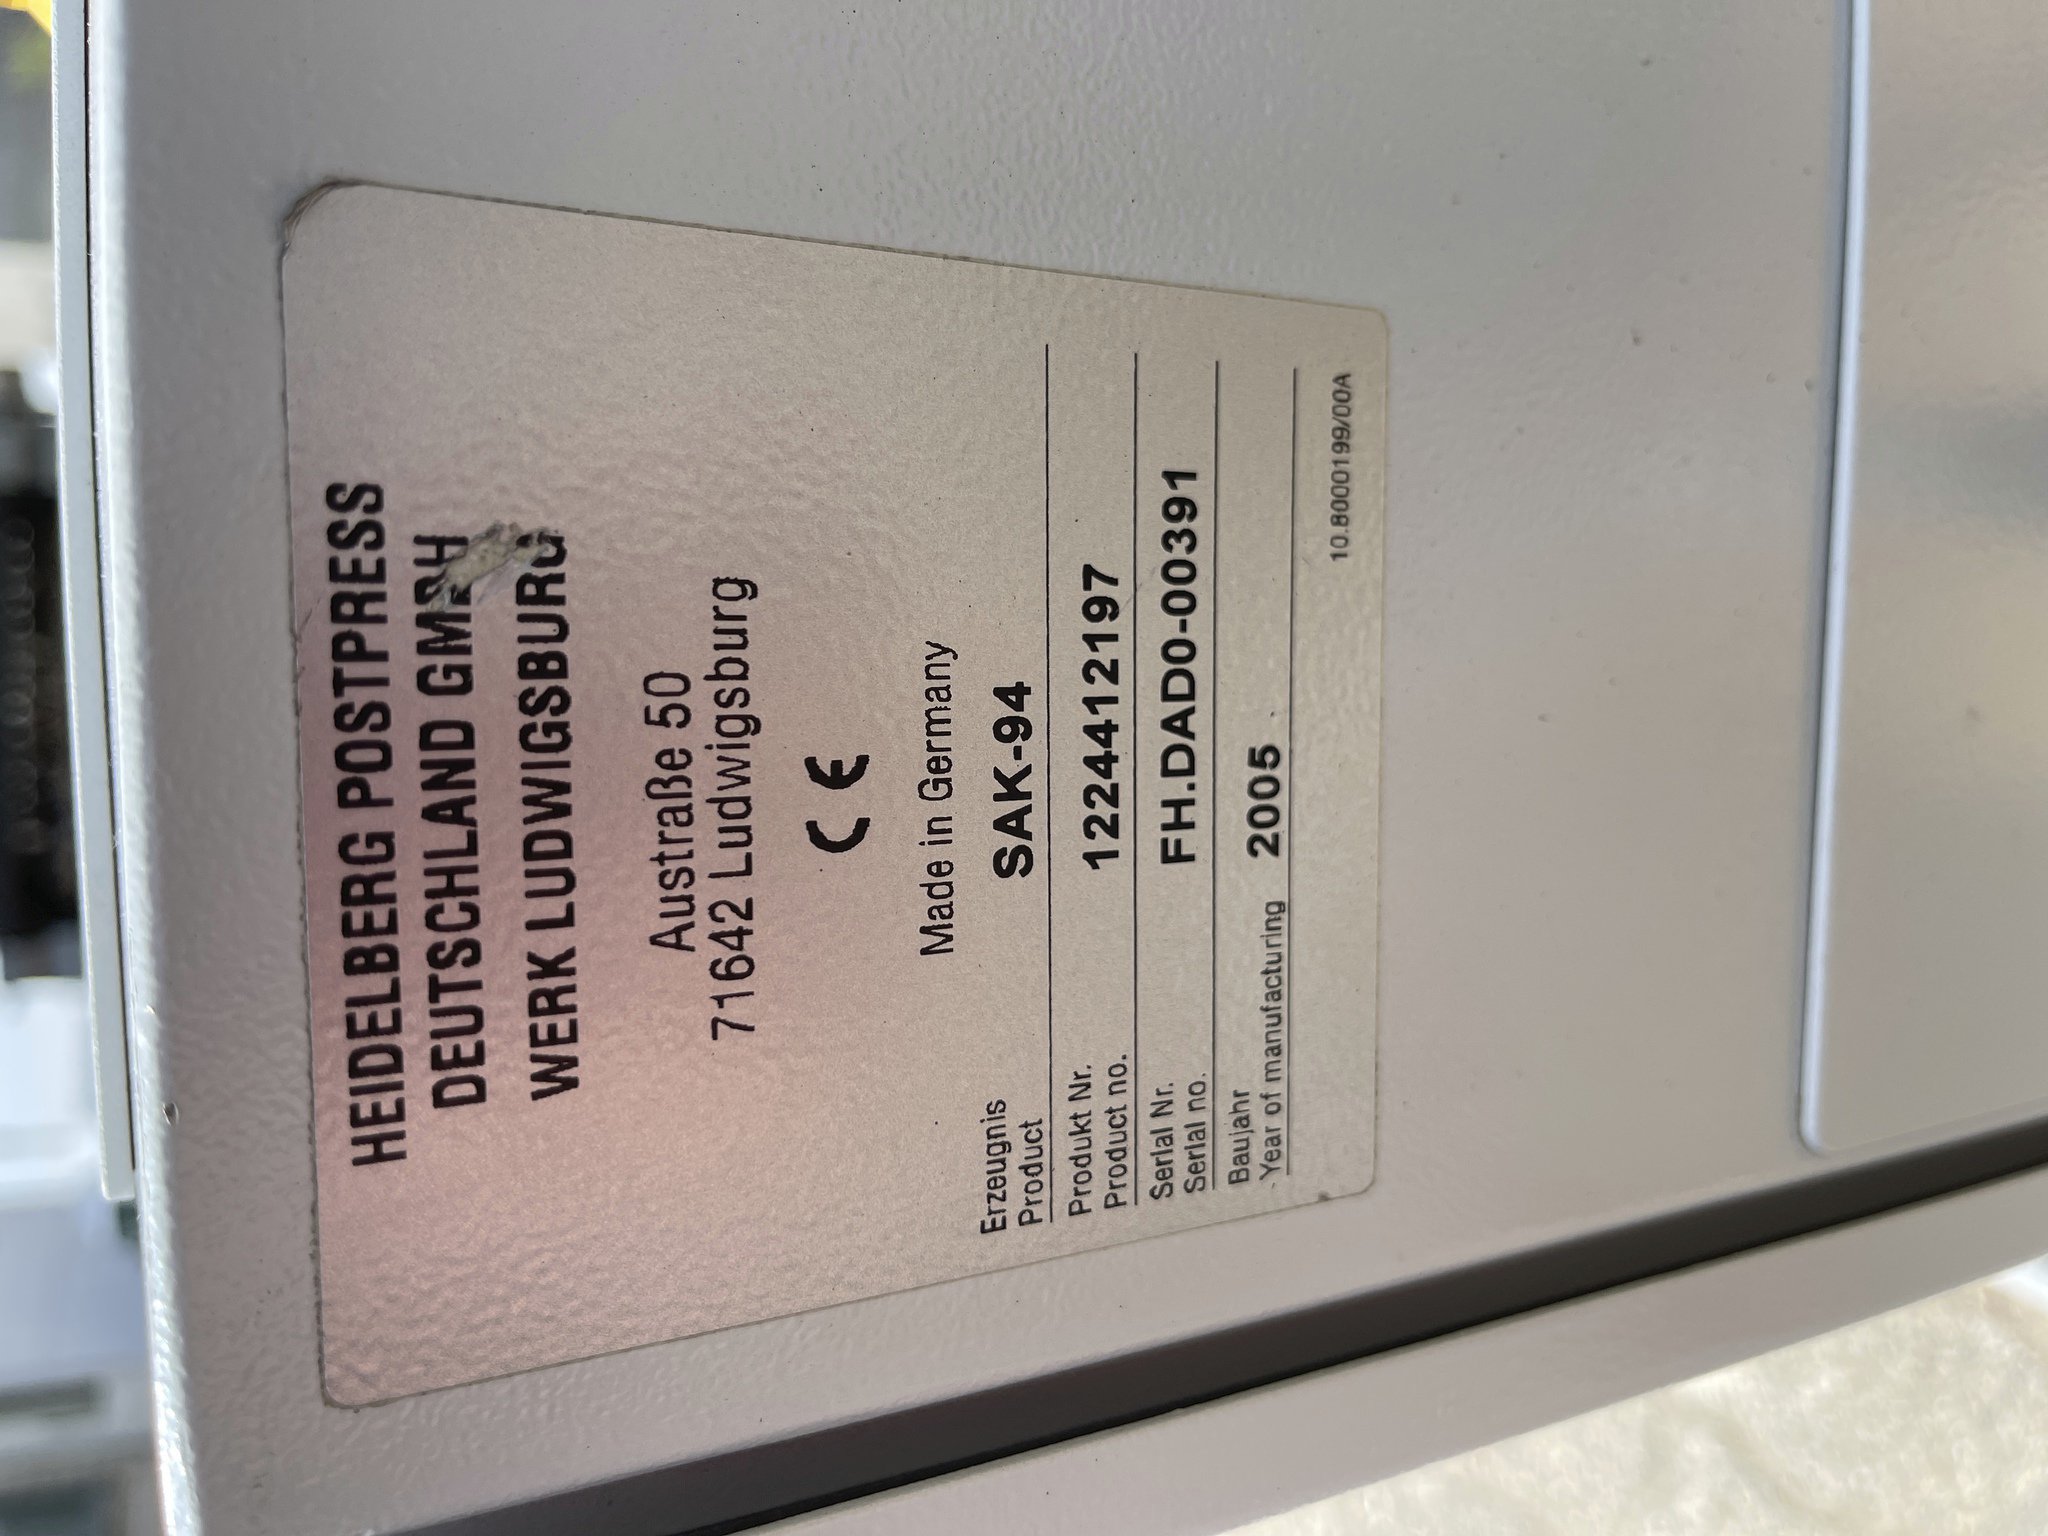 HEIDELBERG POSTPRESS
DEUTSCHLAND GMBH
WERK LUDWIGSBURG
Austraße 50
71642 Ludwigsburg
CE
Made in Germany
Erzeugnis
Product SAK-94
Produkt Nr.
Product no. 1224412197
Serial Nr.
Serial no. FH.DAD0-00391
Baujahr
Year of manufacturing 2005
10.8000199/00A